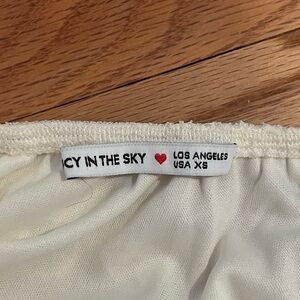 CY IN THE SKY ❤ LOS ANGELES
USA XS